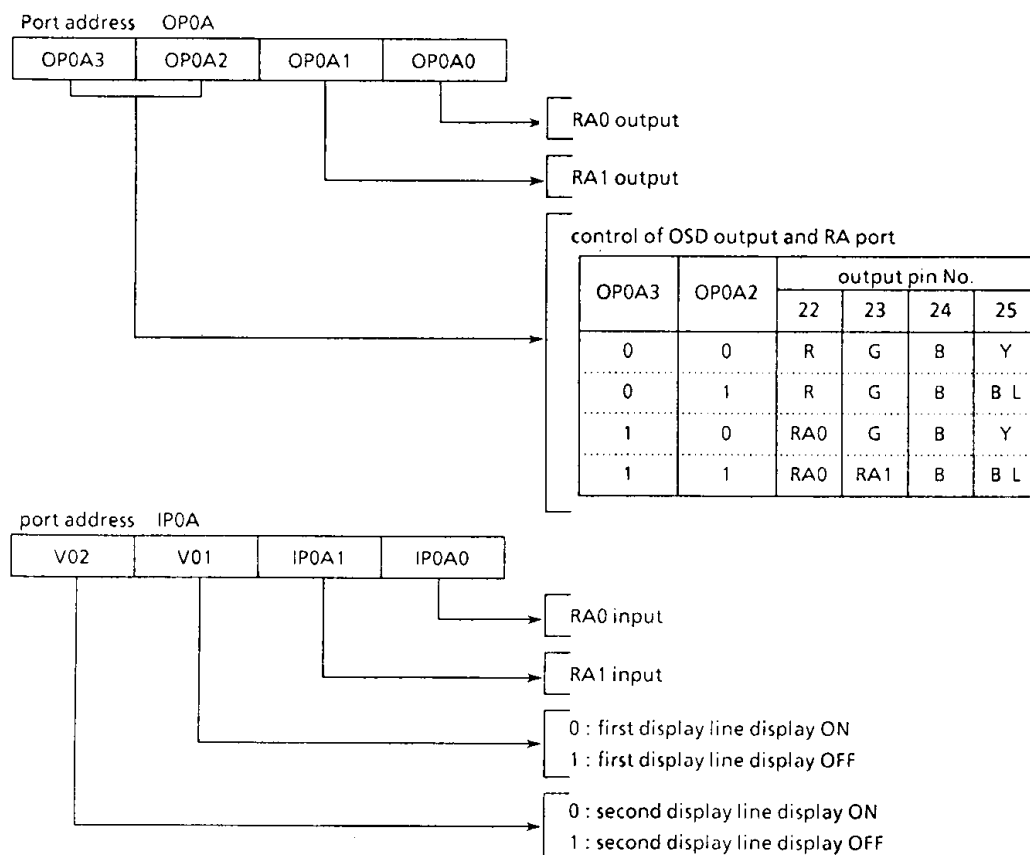 Port address OP0A
OP0A3 OP0A2 OP0A1 OP0A0
RA0 output
RA1 output
control of OSD output and RA port
OP0A3 OP0A2 output pin No.
22 23 24 25
0 0 R G B Y
0 1 R G B B L
1 0 RA0 G B Y
1 1 RA0 RA1 B B L
port address IP0A
V02 V01 IP0A1 IP0A0
RA0 input
RA1 input
0 : first display line display ON
1 : first display line display OFF
0 : second display line display ON
1 : second display line display OFF